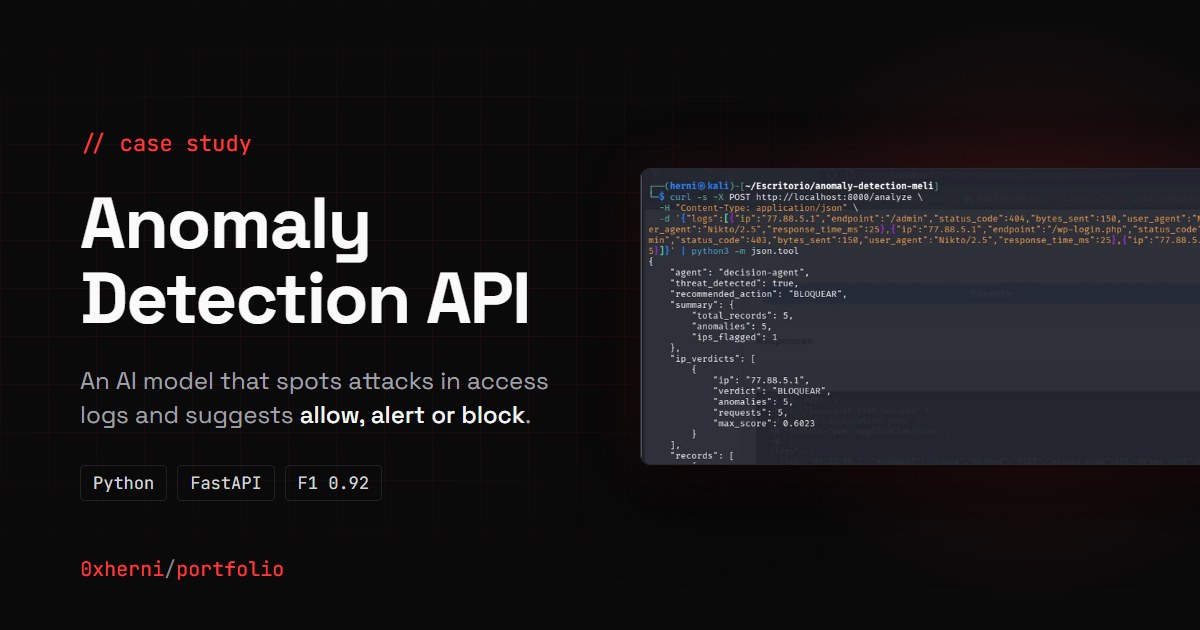 // case study
Anomaly
Detection API
An AI model that spots attacks in access
logs and suggests allow, alert or block.
Python
FastAPI
F1 0.92
0xherni/portfolio
┌──(herni㉿kali)-[~/Escritorio/anomaly-detection-meli]
└─$ curl -s -X POST http://localhost:8000/analyze \
-H "Content-Type: application/json" \
-d '{"logs":[{"ip":"77.88.5.1","endpoint":"/admin","status_code":404,"bytes_sent":150,"user_agent":"N
er_agent":"Nikto/2.5","response_time_ms":25},{"ip":"77.88.5.1","endpoint":"/wp-login.php","status_code"
min","status_code":403,"bytes_sent":150,"user_agent":"Nikto/2.5","response_time_ms":25},{"ip":"77.88.5.
5}]}' | python3 -m json.tool
{
"agent": "decision-agent",
"threat_detected": true,
"recommended_action": "BLOQUEAR",
"summary": {
"total_records": 5,
"anomalies": 5,
"ips_flagged": 1
},
"ip_verdicts": [
{
"ip": "77.88.5.1",
"verdict": "BLOQUEAR",
"anomalies": 5,
"requests": 5,
"max_score": 0.6023
}
],
"records": [